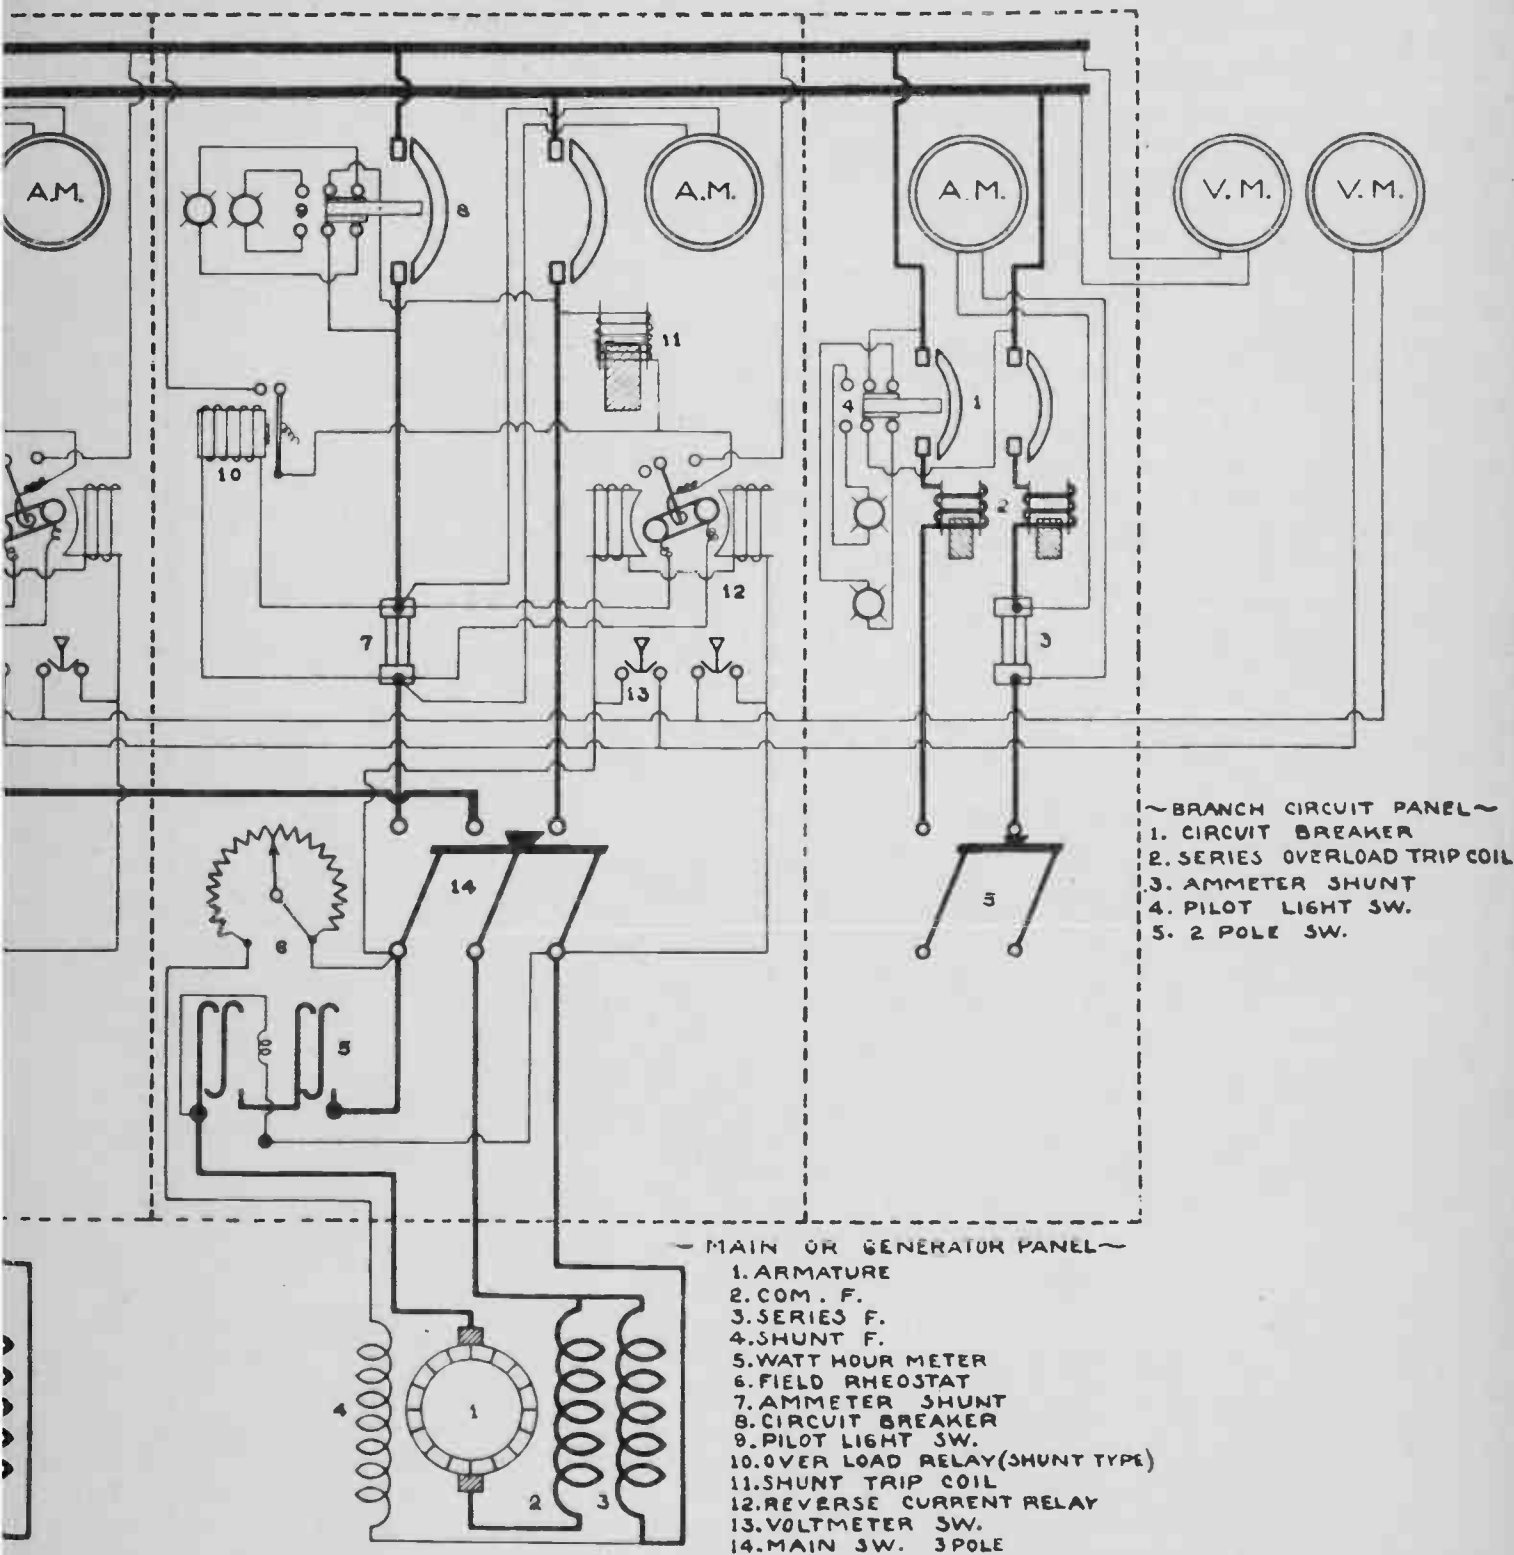 A.M.
A.M.
A.M.
V.M.
V.M.
9
8
11
10
4
1
2
12
7
13
3
14
5
6
5
~BRANCH CIRCUIT PANEL~
1. CIRCUIT BREAKER
2. SERIES OVERLOAD TRIP COIL
3. AMMETER SHUNT
4. PILOT LIGHT SW.
5. 2 POLE SW.
~MAIN OR GENERATOR PANEL~
1. ARMATURE
2. COM. F.
3. SERIES F.
4. SHUNT F.
5. WATT HOUR METER
6. FIELD RHEOSTAT
7. AMMETER SHUNT
8. CIRCUIT BREAKER
9. PILOT LIGHT SW.
10. OVER LOAD RELAY (SHUNT TYPE)
11. SHUNT TRIP COIL
12. REVERSE CURRENT RELAY
13. VOLTMETER SW.
14. MAIN SW. 3 POLE
4
1
2
3